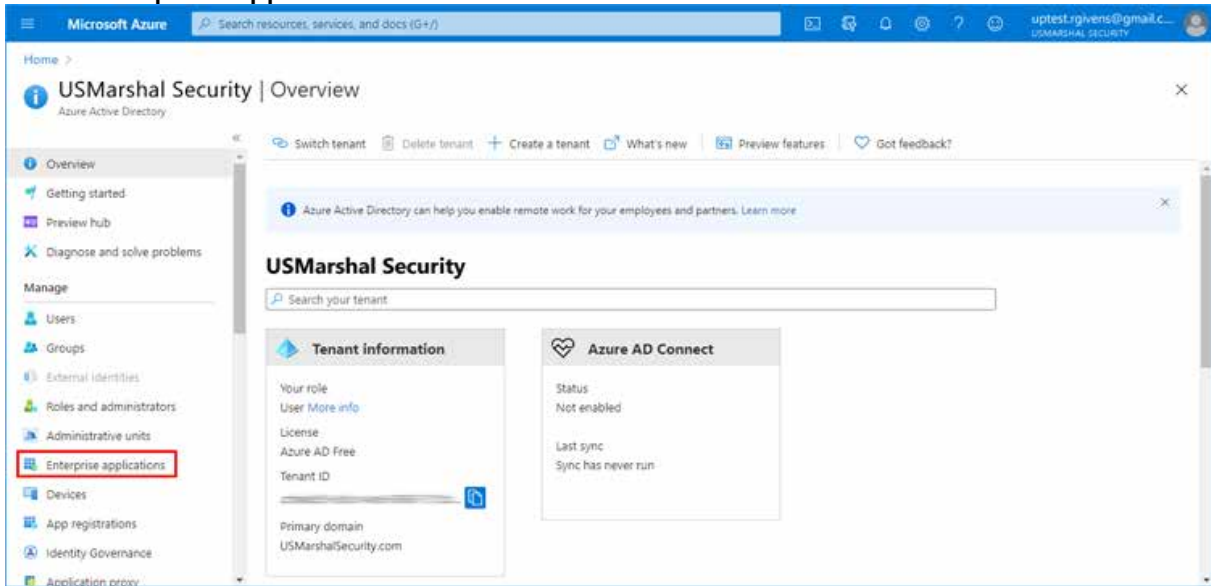 Microsoft Azure
Search resources, services, and docs (G+/)
uptest.rgivens@gmail.c...
USMARSHAL SECURITY
Home >
USMarshal Security | Overview
Azure Active Directory
Switch tenant
Delete tenant
Create a tenant
What's new
Preview features
Got feedback?
Overview
Getting started
Preview hub
Diagnose and solve problems
Manage
Users
Groups
External Identities
Roles and administrators
Administrative units
Enterprise applications
Devices
App registrations
Identity Governance
Application proxy
Azure Active Directory can help you enable remote work for your employees and partners. Learn more
USMarshal Security
Search your tenant
Tenant information
Your role
User More info
License
Azure AD Free
Tenant ID
Primary domain
USMarshalSecurity.com
Azure AD Connect
Status
Not enabled
Last sync
Sync has never run